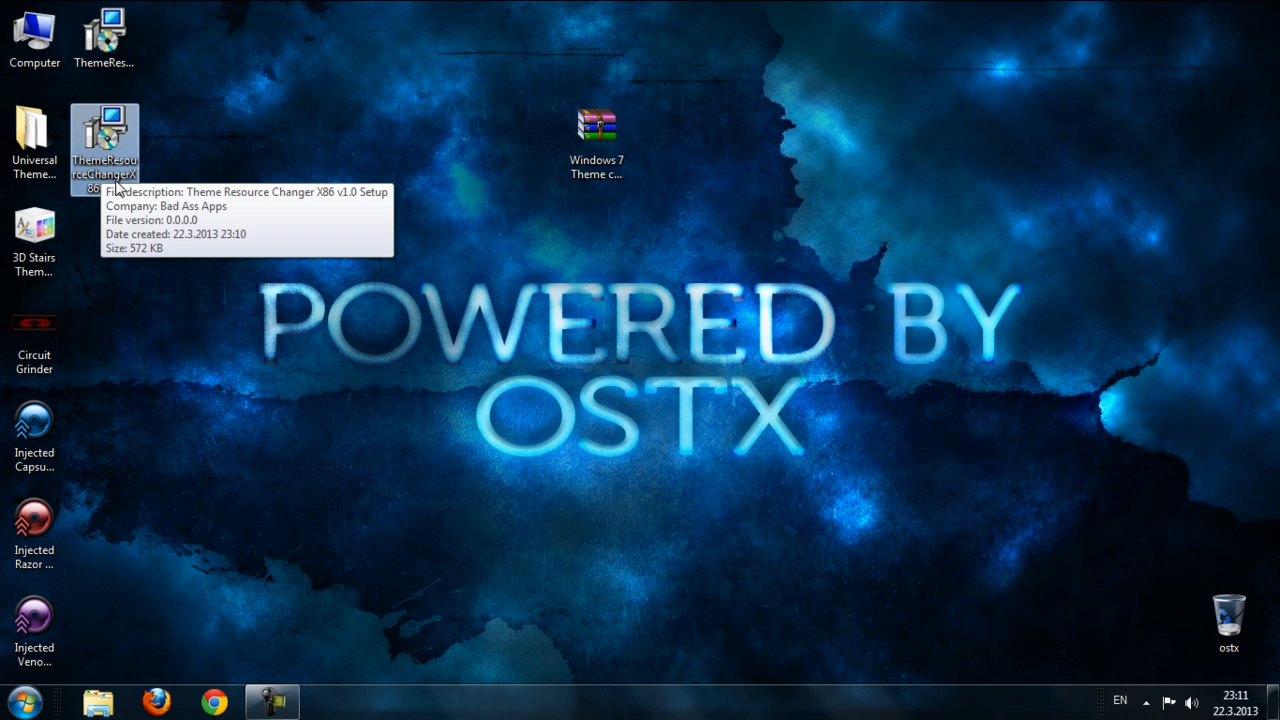 Computer
ThemeRes...
Universal
Theme...
ThemeResou
rceChangerX
86
File description: Theme Resource Changer X86 v1.0 Setup
Company: Bad Ass Apps
File version: 0.0.0.0
Date created: 22.3.2013 23:10
Size: 572 KB
Windows 7
Theme c...
3D Stairs
Them...
POWERED BY
OSTX
Circuit
Grinder
Injected
Capsu...
Injected
Razor ...
Injected
Veno...
ostx
EN
23:11
22.3.2013